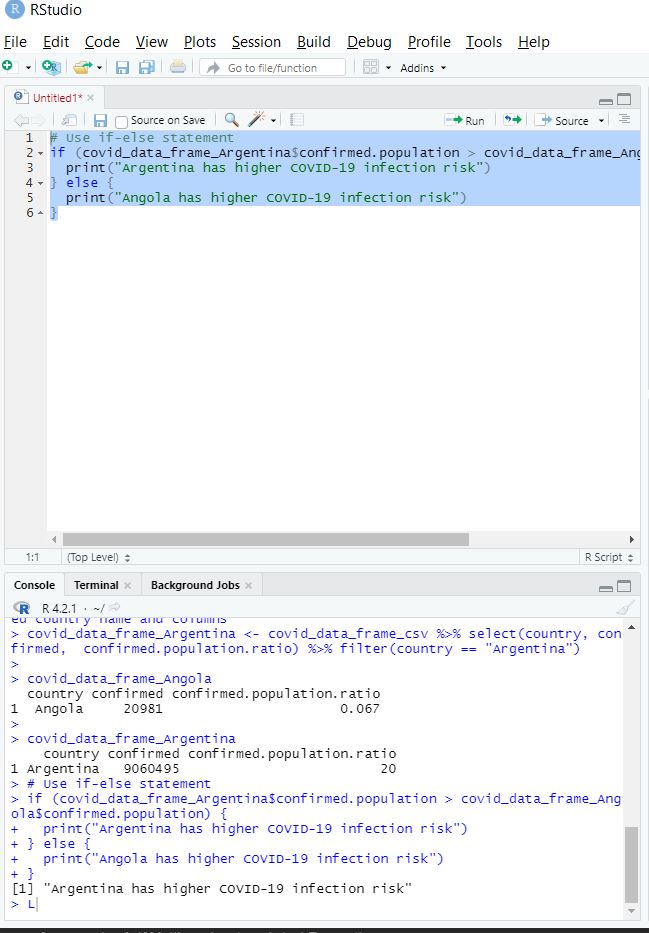 RStudio
File Edit Code View Plots Session Build Debug Profile Tools Help
Go to file/function Addins
Untitled1*
Source on Save Run Source
1 # Use if-else statement
2 if (covid_data_frame_Argentina$confirmed.population > covid_data_frame_Ang
3 print("Argentina has higher COVID-19 infection risk")
4 } else {
5 print("Angola has higher COVID-19 infection risk")
6 }
1:1 (Top Level) R Script
Console Terminal Background Jobs
R 4.2.1 · ~/
ed country name and columns
> covid_data_frame_Argentina <- covid_data_frame_csv %>% select(country, con
firmed,  confirmed.population.ratio) %>% filter(country == "Argentina")
>
> covid_data_frame_Angola
country confirmed confirmed.population.ratio
1 Angola 20981 0.067
>
> covid_data_frame_Argentina
country confirmed confirmed.population.ratio
1 Argentina 9060495 20
> # Use if-else statement
> if (covid_data_frame_Argentina$confirmed.population > covid_data_frame_Ang
ola$confirmed.population) {
+ print("Argentina has higher COVID-19 infection risk")
+ } else {
+ print("Angola has higher COVID-19 infection risk")
+ }
[1] "Argentina has higher COVID-19 infection risk"
> L